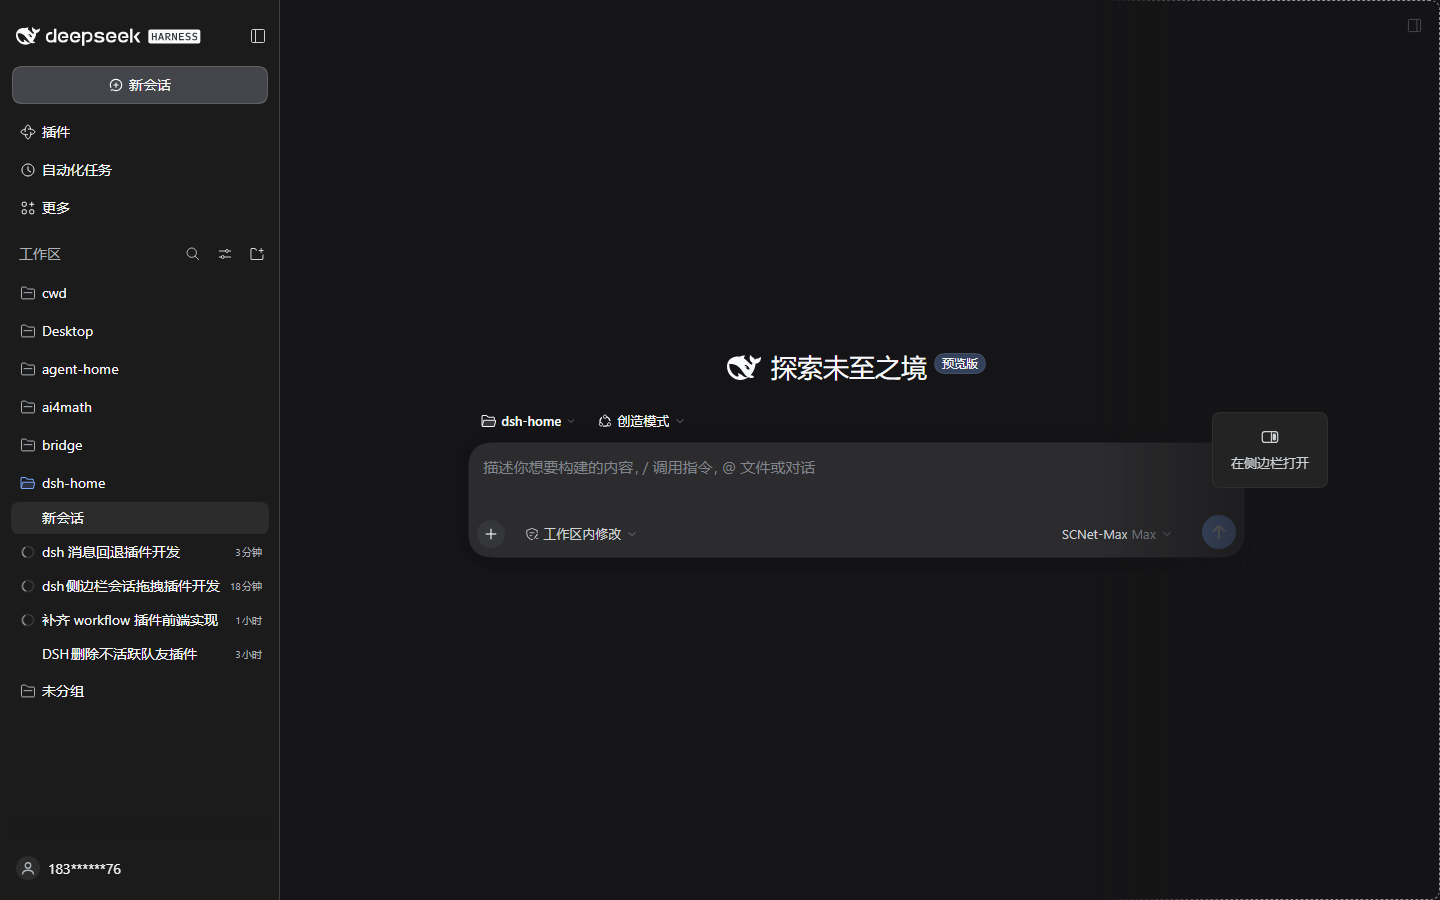 deepseek HARNESS
新会话
插件
自动化任务
更多
工作区
cwd
Desktop
agent-home
ai4math
bridge
dsh-home
新会话
dsh 消息回退插件开发 3分钟
dsh侧边栏会话拖拽插件开发 18分钟
补齐 workflow 插件前端实现 1小时
DSH删除不活跃队友插件 3小时
未分组
183******76
探索未至之境 预览版
dsh-home 创造模式
描述你想要构建的内容, / 调用指令, @ 文件或对话
工作区内修改 SCNet-Max Max
在侧边栏打开